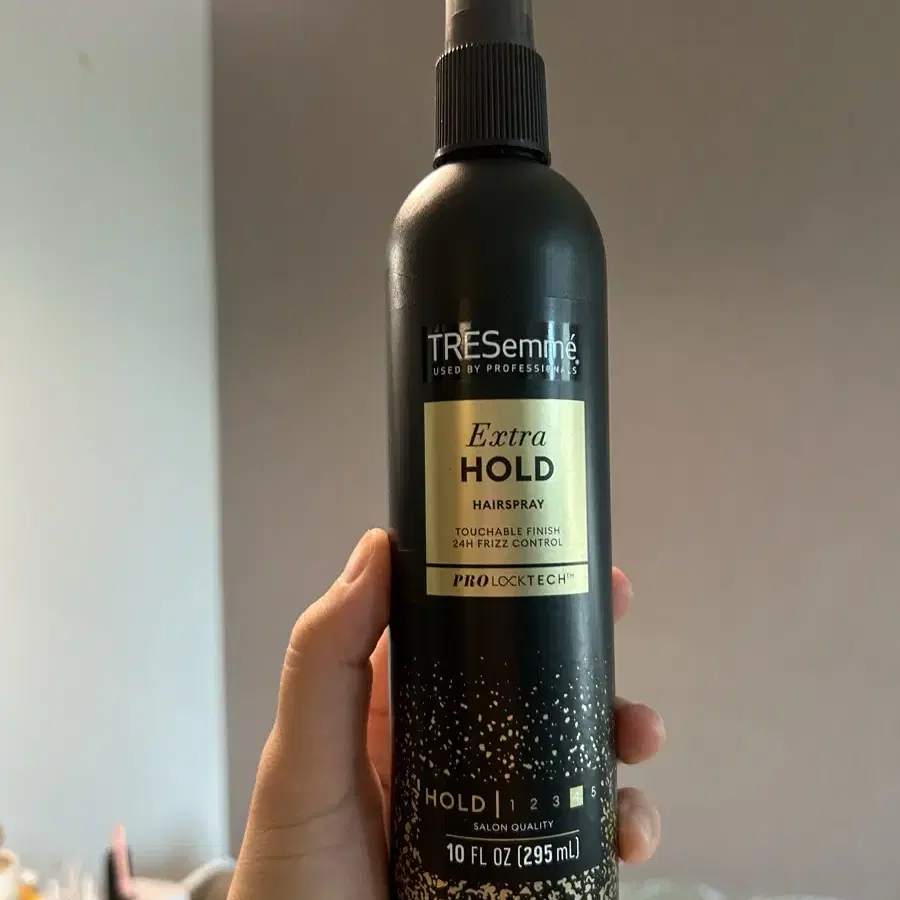 TRESemmé
USED BY PROFESSIONALS
Extra
HOLD
HAIRSPRAY
TOUCHABLE FINISH
24H FRIZZ CONTROL
PRO LOCKTECH™
HOLD | 1 2 3 4 5
SALON QUALITY
10 FL OZ (295 mL)